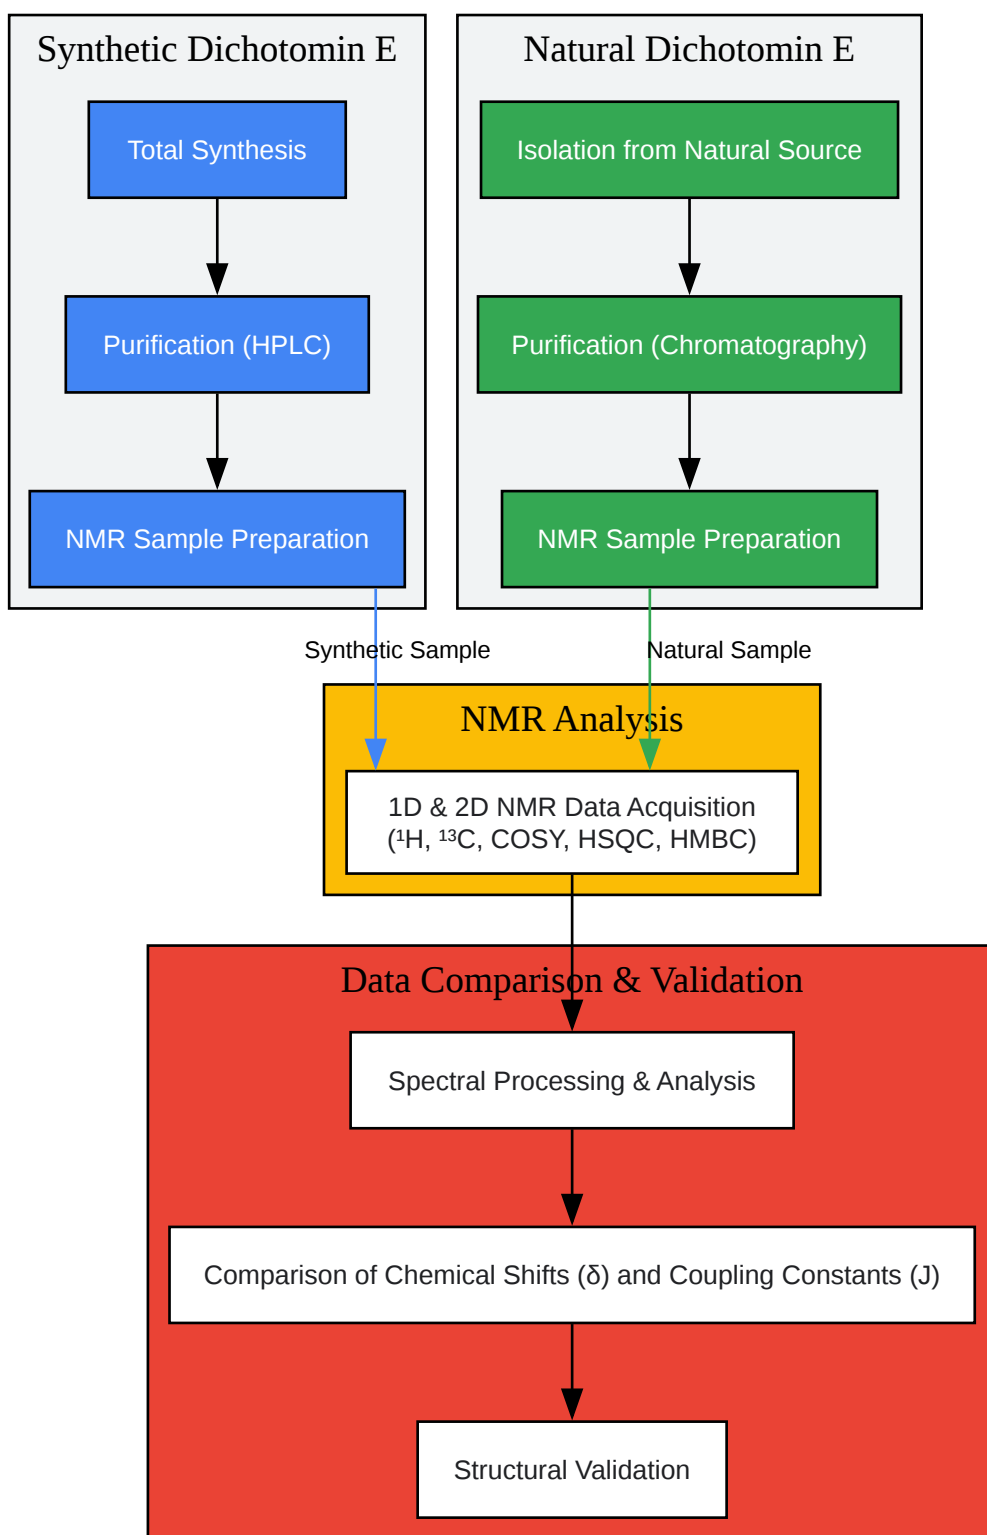 Synthetic Dichotomin E
Total Synthesis
Purification (HPLC)
NMR Sample Preparation
Natural Dichotomin E
Isolation from Natural Source
Purification (Chromatography)
NMR Sample Preparation
Synthetic Sample
Natural Sample
NMR Analysis
1D & 2D NMR Data Acquisition
(¹H, ¹³C, COSY, HSQC, HMBC)
Data Comparison & Validation
Spectral Processing & Analysis
Comparison of Chemical Shifts (δ) and Coupling Constants (J)
Structural Validation